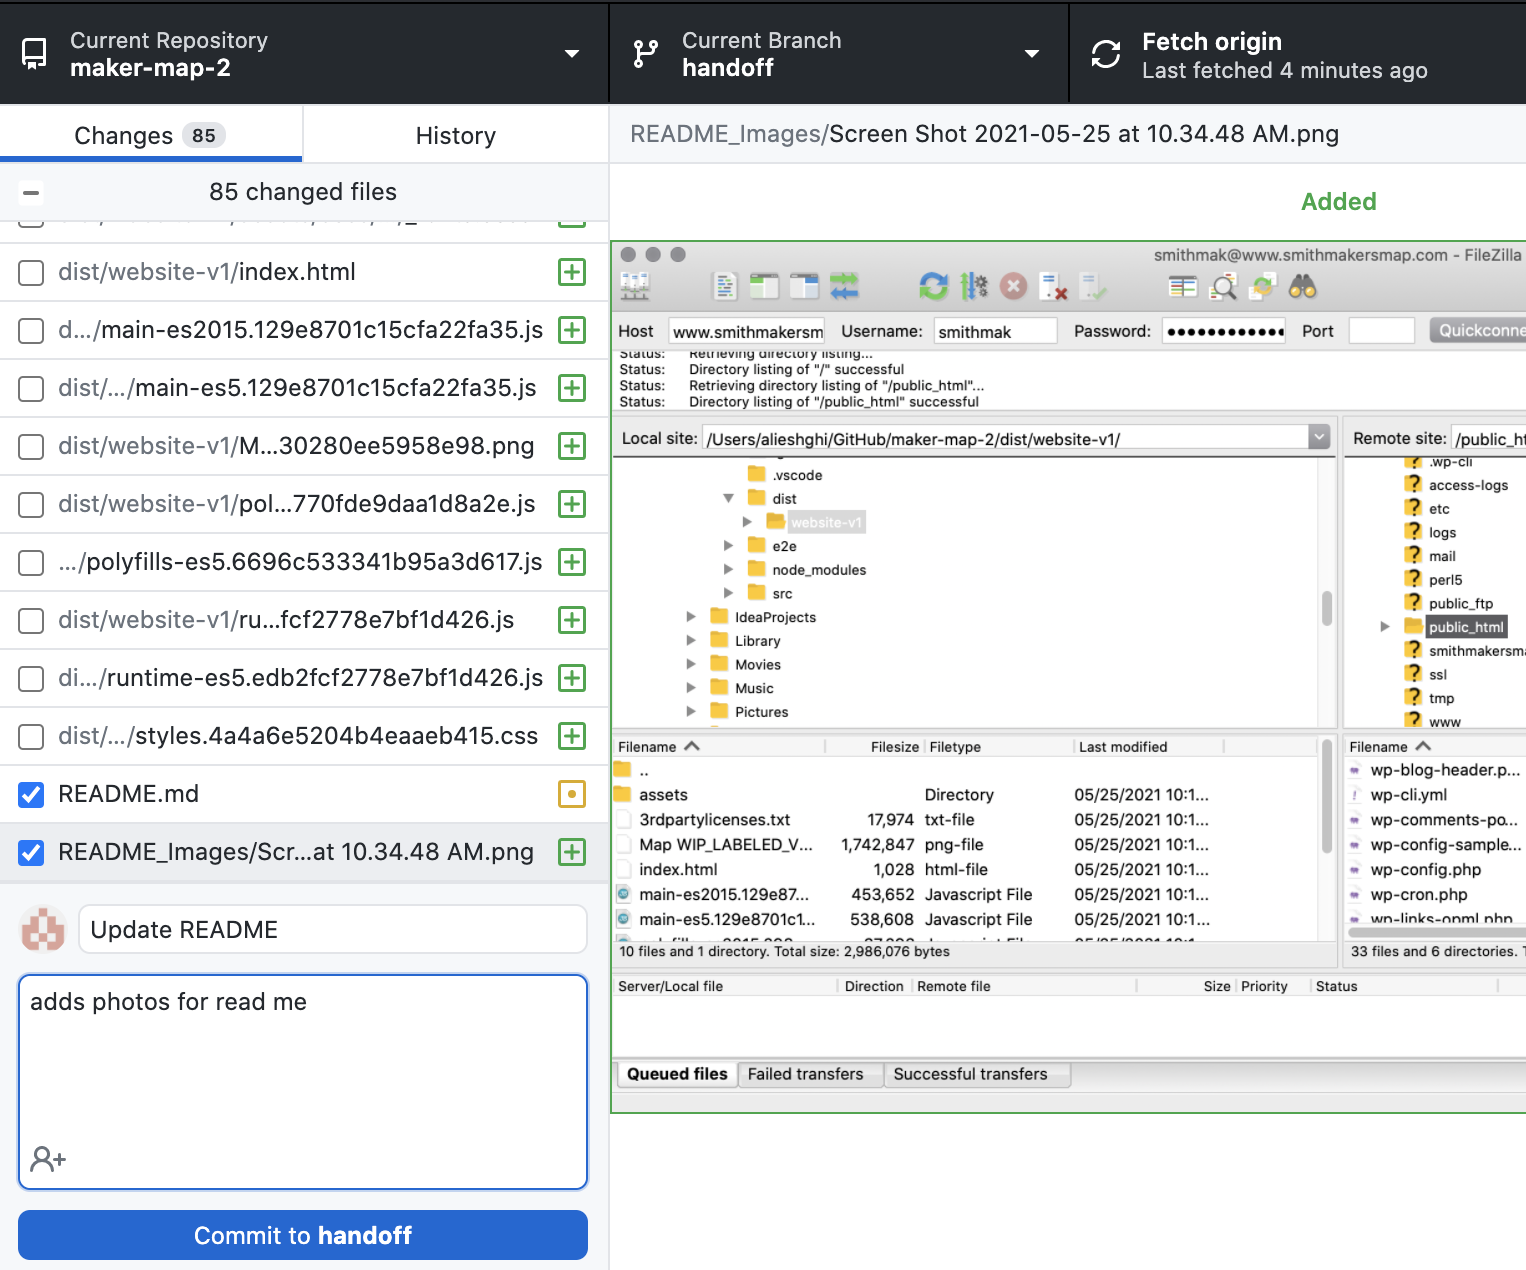 Current Repository
maker-map-2
Current Branch
handoff
Fetch origin
Last fetched 4 minutes ago
Changes 85
History
README_Images/Screen Shot 2021-05-25 at 10.34.48 AM.png
85 changed files
Added
dist/website-v1/index.html
d.../main-es2015.129e8701c15cfa22fa35.js
dist/.../main-es5.129e8701c15cfa22fa35.js
dist/website-v1/M...30280ee5958e98.png
dist/website-v1/pol...770fde9daa1d8a2e.js
.../polyfills-es5.6696c533341b95a3d617.js
dist/website-v1/ru...fcf2778e7bf1d426.js
di.../runtime-es5.edb2fcf2778e7bf1d426.js
dist/.../styles.4a4a6e5204b4eaaeb415.css
README.md
README_Images/Scr...at 10.34.48 AM.png
Update README
adds photos for read me
Commit to handoff
smithmak@www.smithmakersmap.com - FileZilla
Host www.smithmakersm Username: smithmak Password: •••••••••••• Port Quickconne
Status: Retrieving directory listing...
Status: Directory listing of "/" successful
Status: Retrieving directory listing of "/public_html"...
Status: Directory listing of "/public_html" successful
Local site: /Users/alieshghi/GitHub/maker-map-2/dist/website-v1/
.vscode
dist
website-v1
e2e
node_modules
src
IdeaProjects
Library
Movies
Music
Pictures
Remote site: /public_ht
.wp-cli
access-logs
etc
logs
mail
perl5
public_ftp
public_html
smithmakersma
ssl
tmp
www
Filename Filesize Filetype Last modified
..
assets Directory 05/25/2021 10:1...
3rdpartylicenses.txt 17,974 txt-file 05/25/2021 10:1...
Map WIP_LABELED_V... 1,742,847 png-file 05/25/2021 10:1...
index.html 1,028 html-file 05/25/2021 10:1...
main-es2015.129e87... 453,652 Javascript File 05/25/2021 10:1...
main-es5.129e8701c1... 538,608 Javascript File 05/25/2021 10:1...
10 files and 1 directory. Total size: 2,986,076 bytes
Filename
wp-blog-header.p...
wp-cli.yml
wp-comments-po...
wp-config-sample...
wp-config.php
wp-cron.php
wp-links-opml.php
33 files and 6 directories. T
Server/Local file Direction Remote file Size Priority Status
Queued files Failed transfers Successful transfers